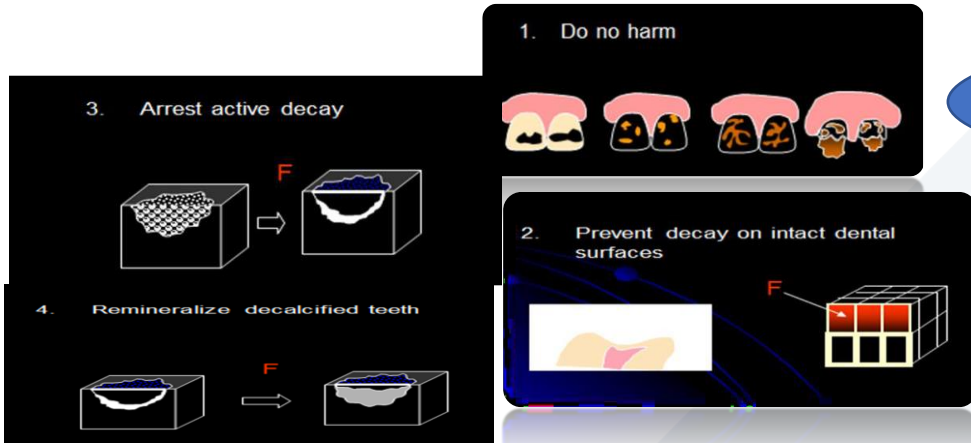 1. Do no harm
2. Prevent decay on intact dental
surfaces
F
3. Arrest active decay
F
4. Remineralize decalcified teeth
F